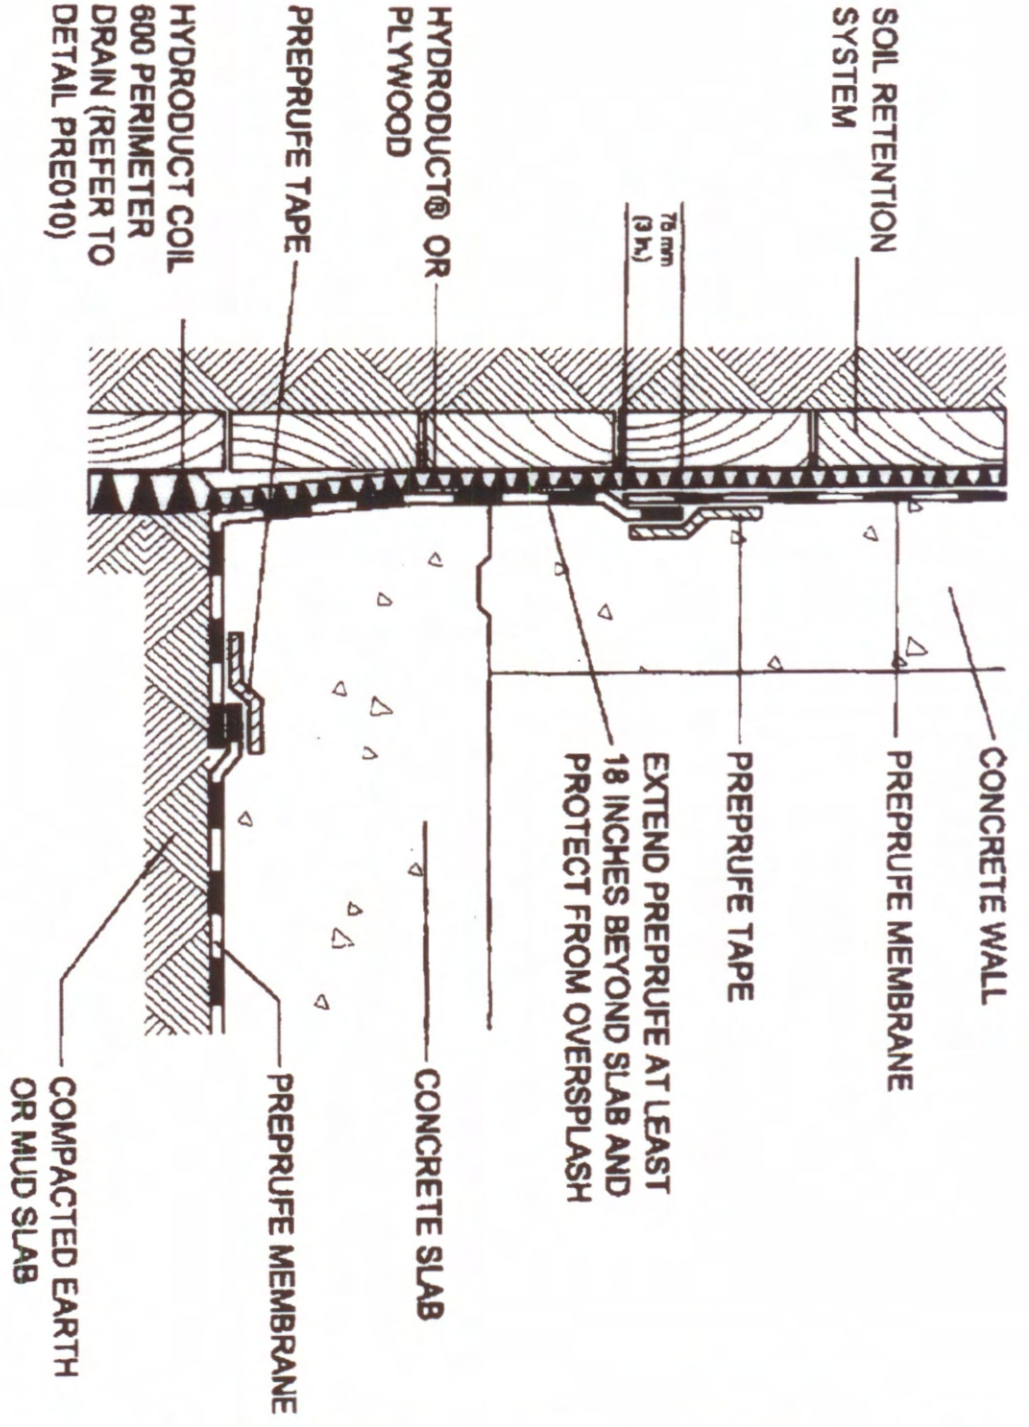 SOIL RETENTION
SYSTEM
75 mm
(3 in.)
HYDRODUCT® OR
PLYWOOD
PREPRUFE TAPE
HYDRODUCT COIL
600 PERIMETER
DRAIN (REFER TO
DETAIL PRE010)
CONCRETE WALL
PREPRUFE MEMBRANE
PREPRUFE TAPE
EXTEND PREPRUFE AT LEAST
18 INCHES BEYOND SLAB AND
PROTECT FROM OVERSPLASH
CONCRETE SLAB
PREPRUFE MEMBRANE
COMPACTED EARTH
OR MUD SLAB